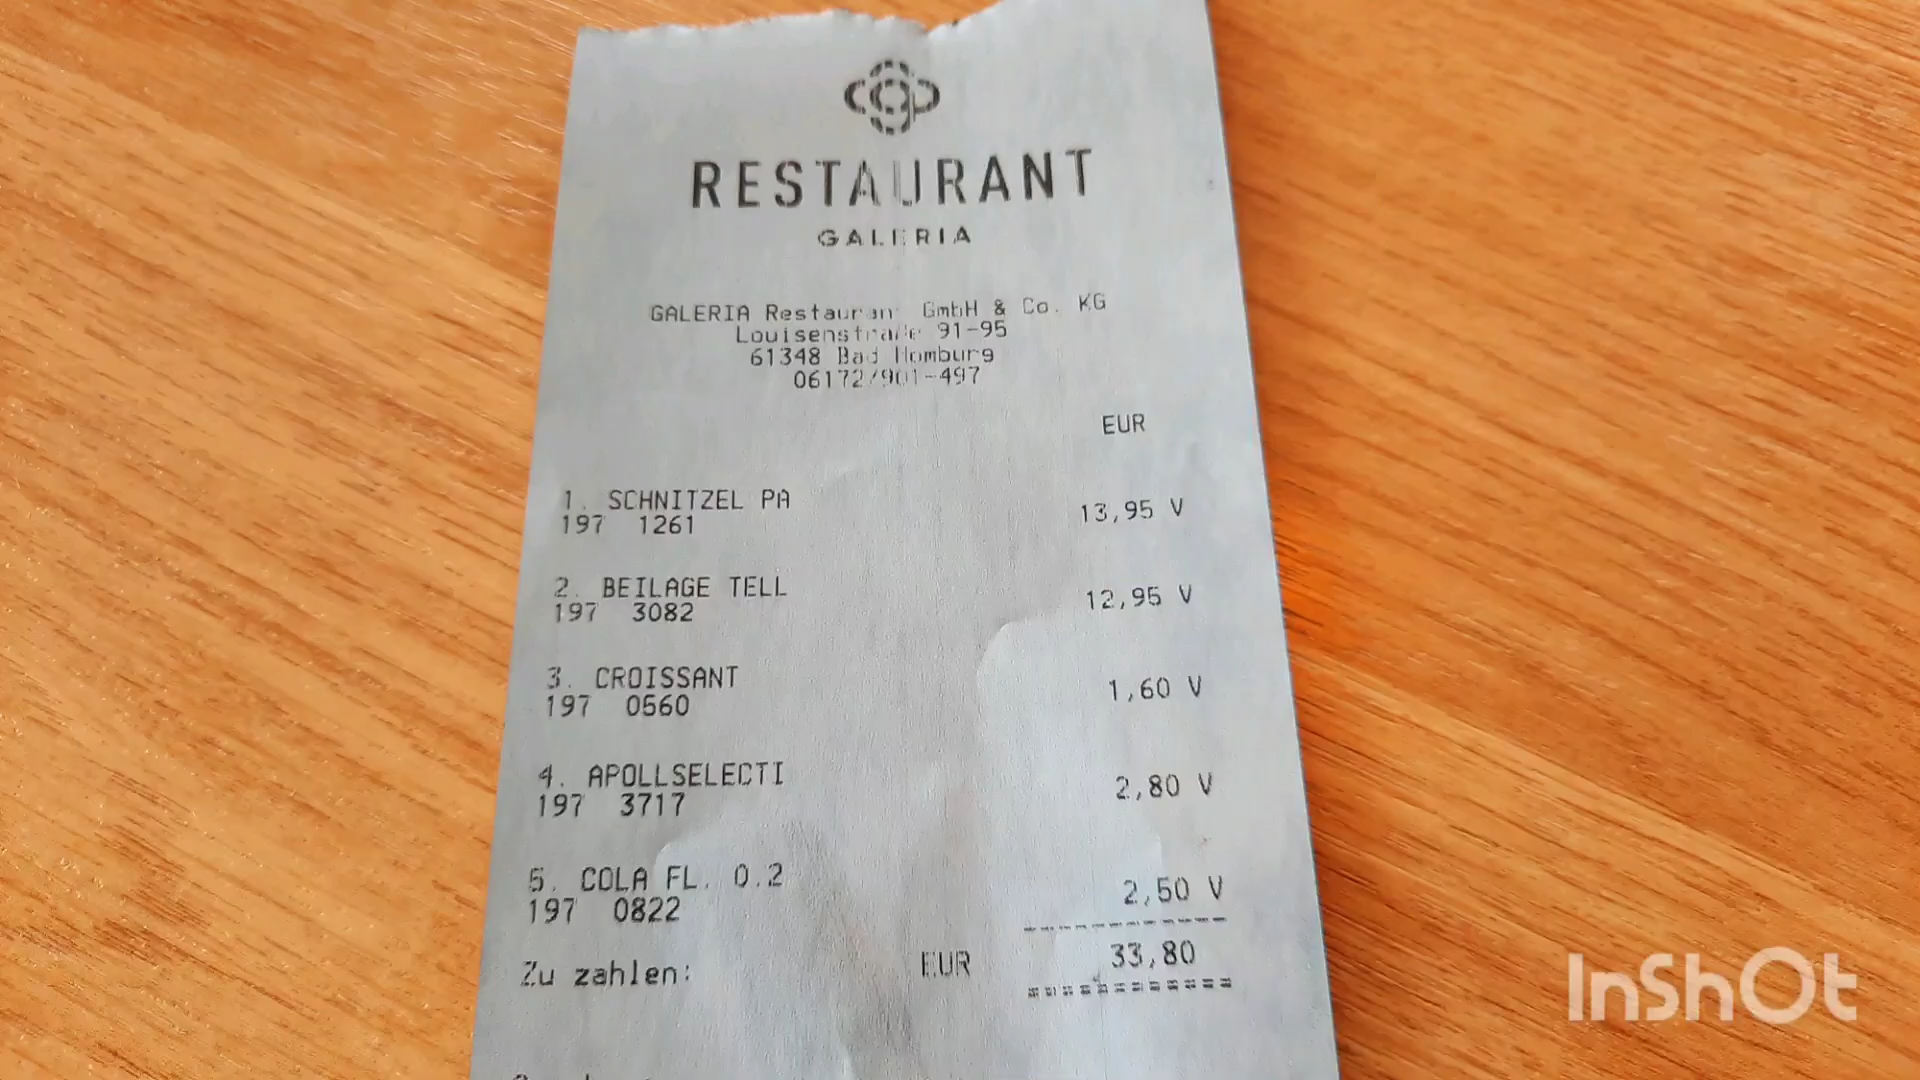 RESTAURANT
GALERIA
GALERIA Restaurant GmbH & Co. KG
Louisenstraße 91-95
61348 Bad Homburg
06172/901-497
EUR
1. SCHNITZEL PA
197 1261 13,95 V
2. BEILAGE TELL
197 3082 12,95 V
3. CROISSANT
197 0560 1,60 V
4. APOLLSELECTI
197 3717 2,80 V
5. COLA FL. 0.2
197 0822 2,50 V
Zu zahlen: EUR 33,80
InShOt